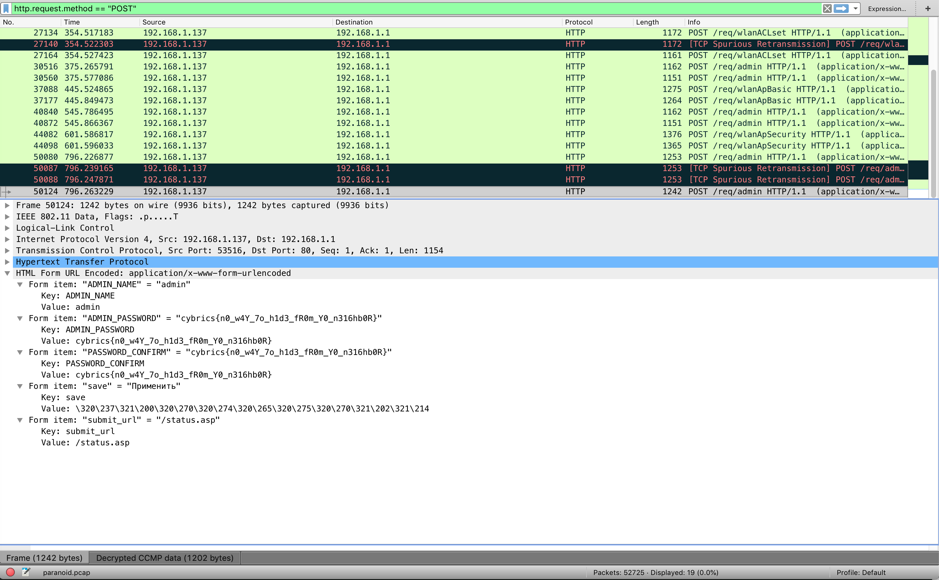 http.request.method == "POST"
Expression…
+
No. Time Source Destination Protocol Length Info
27134 354.517183 192.168.1.137 192.168.1.1 HTTP 1172 POST /req/wlanACLset HTTP/1.1 (application…
27140 354.522303 192.168.1.137 192.168.1.1 HTTP 1172 [TCP Spurious Retransmission] POST /req/wla…
27164 354.527423 192.168.1.137 192.168.1.1 HTTP 1161 POST /req/wlanACLset HTTP/1.1 (application…
30516 375.265791 192.168.1.137 192.168.1.1 HTTP 1162 POST /req/admin HTTP/1.1 (application/x-ww…
30560 375.577086 192.168.1.137 192.168.1.1 HTTP 1151 POST /req/admin HTTP/1.1 (application/x-ww…
37088 445.524865 192.168.1.137 192.168.1.1 HTTP 1275 POST /req/wlanApBasic HTTP/1.1 (applicatio…
37177 445.849473 192.168.1.137 192.168.1.1 HTTP 1264 POST /req/wlanApBasic HTTP/1.1 (applicatio…
40840 545.786495 192.168.1.137 192.168.1.1 HTTP 1162 POST /req/admin HTTP/1.1 (application/x-ww…
40872 545.866367 192.168.1.137 192.168.1.1 HTTP 1151 POST /req/admin HTTP/1.1 (application/x-ww…
44082 601.586817 192.168.1.137 192.168.1.1 HTTP 1376 POST /req/wlanApSecurity HTTP/1.1 (applica…
44098 601.596033 192.168.1.137 192.168.1.1 HTTP 1365 POST /req/wlanApSecurity HTTP/1.1 (applica…
50080 796.226877 192.168.1.137 192.168.1.1 HTTP 1253 POST /req/admin HTTP/1.1 (application/x-ww…
50087 796.239165 192.168.1.137 192.168.1.1 HTTP 1253 [TCP Spurious Retransmission] POST /req/adm…
50088 796.247871 192.168.1.137 192.168.1.1 HTTP 1253 [TCP Spurious Retransmission] POST /req/adm…
50124 796.263229 192.168.1.137 192.168.1.1 HTTP 1242 POST /req/admin HTTP/1.1 (application/x-w…
Frame 50124: 1242 bytes on wire (9936 bits), 1242 bytes captured (9936 bits)
IEEE 802.11 Data, Flags: .p.....T
Logical-Link Control
Internet Protocol Version 4, Src: 192.168.1.137, Dst: 192.168.1.1
Transmission Control Protocol, Src Port: 53516, Dst Port: 80, Seq: 1, Ack: 1, Len: 1154
Hypertext Transfer Protocol
HTML Form URL Encoded: application/x-www-form-urlencoded
Form item: "ADMIN_NAME" = "admin"
Key: ADMIN_NAME
Value: admin
Form item: "ADMIN_PASSWORD" = "cybrics{n0_w4Y_7o_h1d3_fR0m_Y0_n316hb0R}"
Key: ADMIN_PASSWORD
Value: cybrics{n0_w4Y_7o_h1d3_fR0m_Y0_n316hb0R}
Form item: "PASSWORD_CONFIRM" = "cybrics{n0_w4Y_7o_h1d3_fR0m_Y0_n316hb0R}"
Key: PASSWORD_CONFIRM
Value: cybrics{n0_w4Y_7o_h1d3_fR0m_Y0_n316hb0R}
Form item: "save" = "Применить"
Key: save
Value: \320\237\321\200\320\270\320\274\320\265\320\275\320\270\321\202\321\214
Form item: "submit_url" = "/status.asp"
Key: submit_url
Value: /status.asp
Frame (1242 bytes) Decrypted CCMP data (1202 bytes)
paranoid.pcap Packets: 52725 · Displayed: 19 (0.0%) Profile: Default